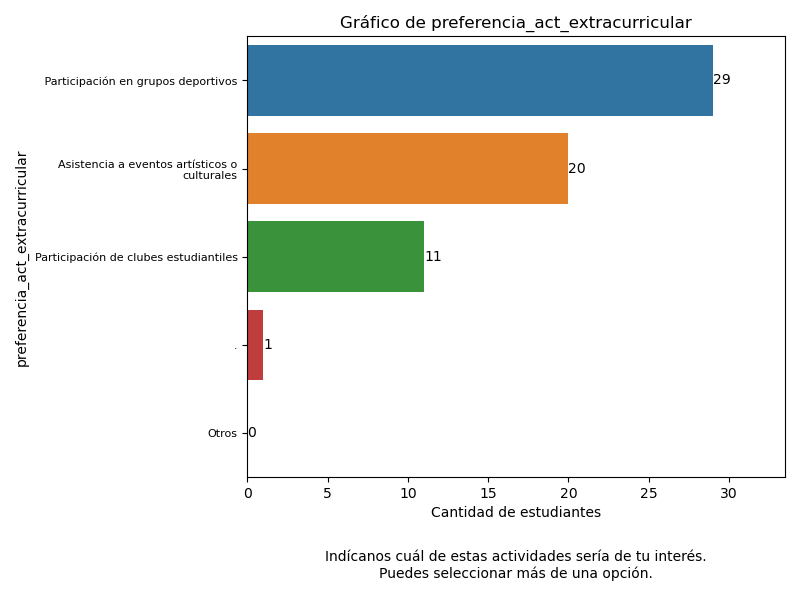 Gráfico de preferencia_act_extracurricular
preferencia_act_extracurricular
Participación en grupos deportivos
29
Asistencia a eventos artísticos o
culturales
20
Participación de clubes estudiantiles
11
.
1
Otros
0
0 5 10 15 20 25 30
Cantidad de estudiantes
Indícanos cuál de estas actividades sería de tu interés.
Puedes seleccionar más de una opción.